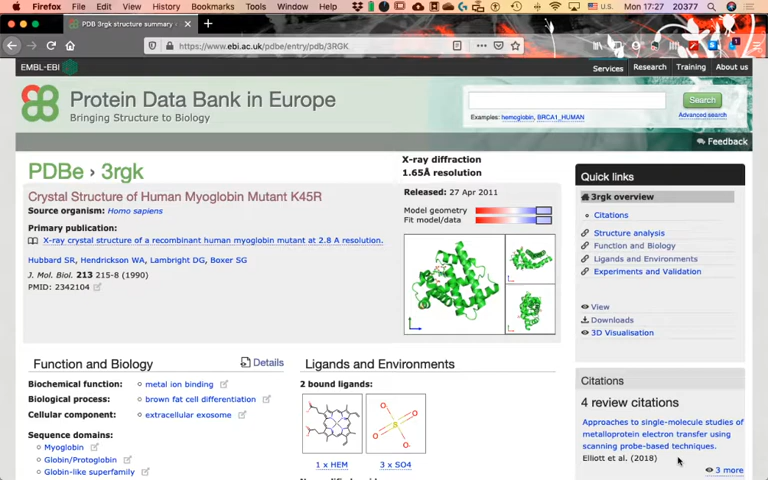 Firefox File Edit View History Bookmarks Tools Window Help U.S. Mon 17:27 20377
PDB 3rgk structure summary
https://www.ebi.ac.uk/pdbe/entry/pdb/3RGK
EMBL-EBI
Services Research Training About us
Protein Data Bank in Europe
Bringing Structure to Biology
Search
Examples: hemoglobin, BRCA1_HUMAN
Advanced search
Feedback
PDBe › 3rgk
X-ray diffraction
1.65Å resolution
Crystal Structure of Human Myoglobin Mutant K45R
Source organism: Homo sapiens
Primary publication:
X-ray crystal structure of a recombinant human myoglobin mutant at 2.8 A resolution.
Hubbard SR, Hendrickson WA, Lambright DG, Boxer SG
J. Mol. Biol. 213 215-8 (1990)
PMID: 2342104
Released: 27 Apr 2011
Model geometry
Fit model/data
Quick links
3rgk overview
Citations
Structure analysis
Function and Biology
Ligands and Environments
Experiments and Validation
View
Downloads
3D Visualisation
Function and Biology
Details
Biochemical function: metal ion binding
Biological process: brown fat cell differentiation
Cellular component: extracellular exosome
Sequence domains:
Myoglobin
Globin/Protoglobin
Globin-like superfamily
Ligands and Environments
2 bound ligands:
1 x HEM
3 x SO4
Citations
4 review citations
Approaches to single-molecule studies of
metalloprotein electron transfer using
scanning probe-based techniques.
Elliott et al. (2018)
3 more